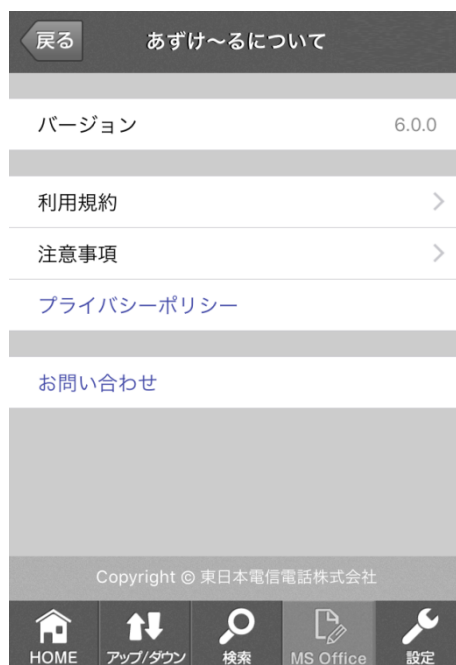 戻る
あずけ～るについて
バージョン 6.0.0
利用規約
注意事項
プライバシーポリシー
お問い合わせ
Copyright © 東日本電信電話株式会社
HOME アップ/ダウン 検索 MS Office 設定